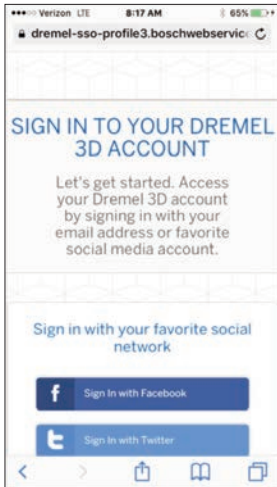 Verizon LTE 8:17 AM 65%
dremel-sso-profile3.boschwebservic
SIGN IN TO YOUR DREMEL
3D ACCOUNT
Let's get started. Access
your Dremel 3D account
by signing in with your
email address or favorite
social media account.
Sign in with your favorite social
network
f Sign In with Facebook
Sign In with Twitter